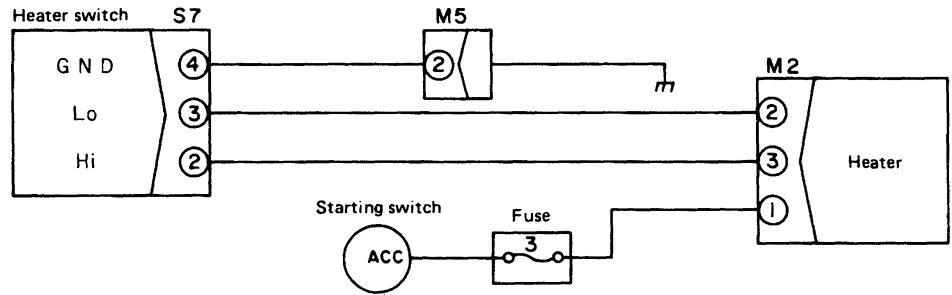 Heater switch S7 M5
M2
G N D 4 2
Lo 3 2
Hi 2 3 Heater
1
Starting switch Fuse
ACC 3